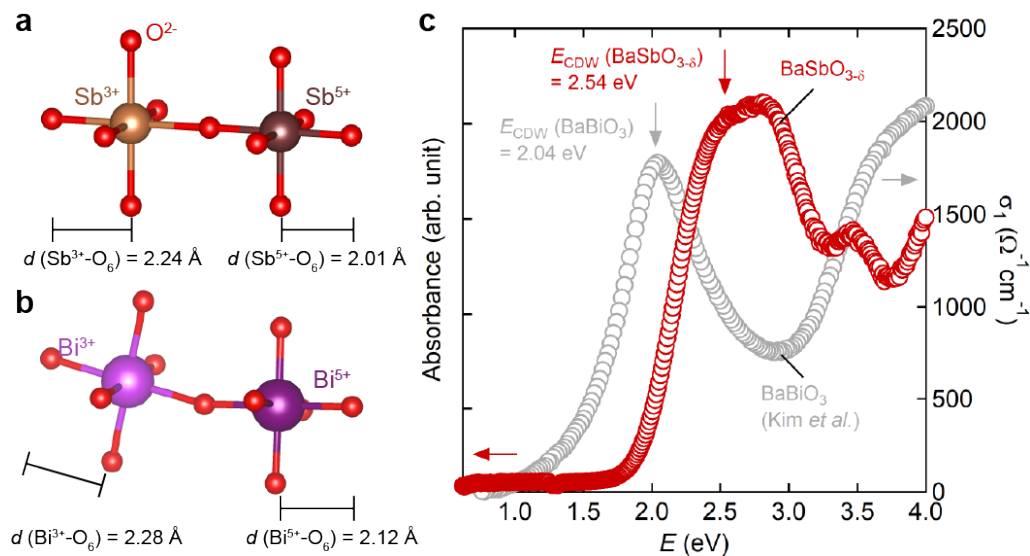 a
O²⁻
Sb³⁺
Sb⁵⁺
d (Sb³⁺-O₆) = 2.24 Å
d (Sb⁵⁺-O₆) = 2.01 Å
b
Bi³⁺
Bi⁵⁺
d (Bi³⁺-O₆) = 2.28 Å
d (Bi⁵⁺-O₆) = 2.12 Å
c
E_CDW (BaSbO₃₋δ)
= 2.54 eV
BaSbO₃₋δ
E_CDW (BaBiO₃)
= 2.04 eV
BaBiO₃
(Kim et al.)
Absorbance (arb. unit)
2500
2000
1500
1000
500
0
σ₁ (Ω⁻¹ cm⁻¹)
1.0 1.5 2.0 2.5 3.0 3.5 4.0
E (eV)